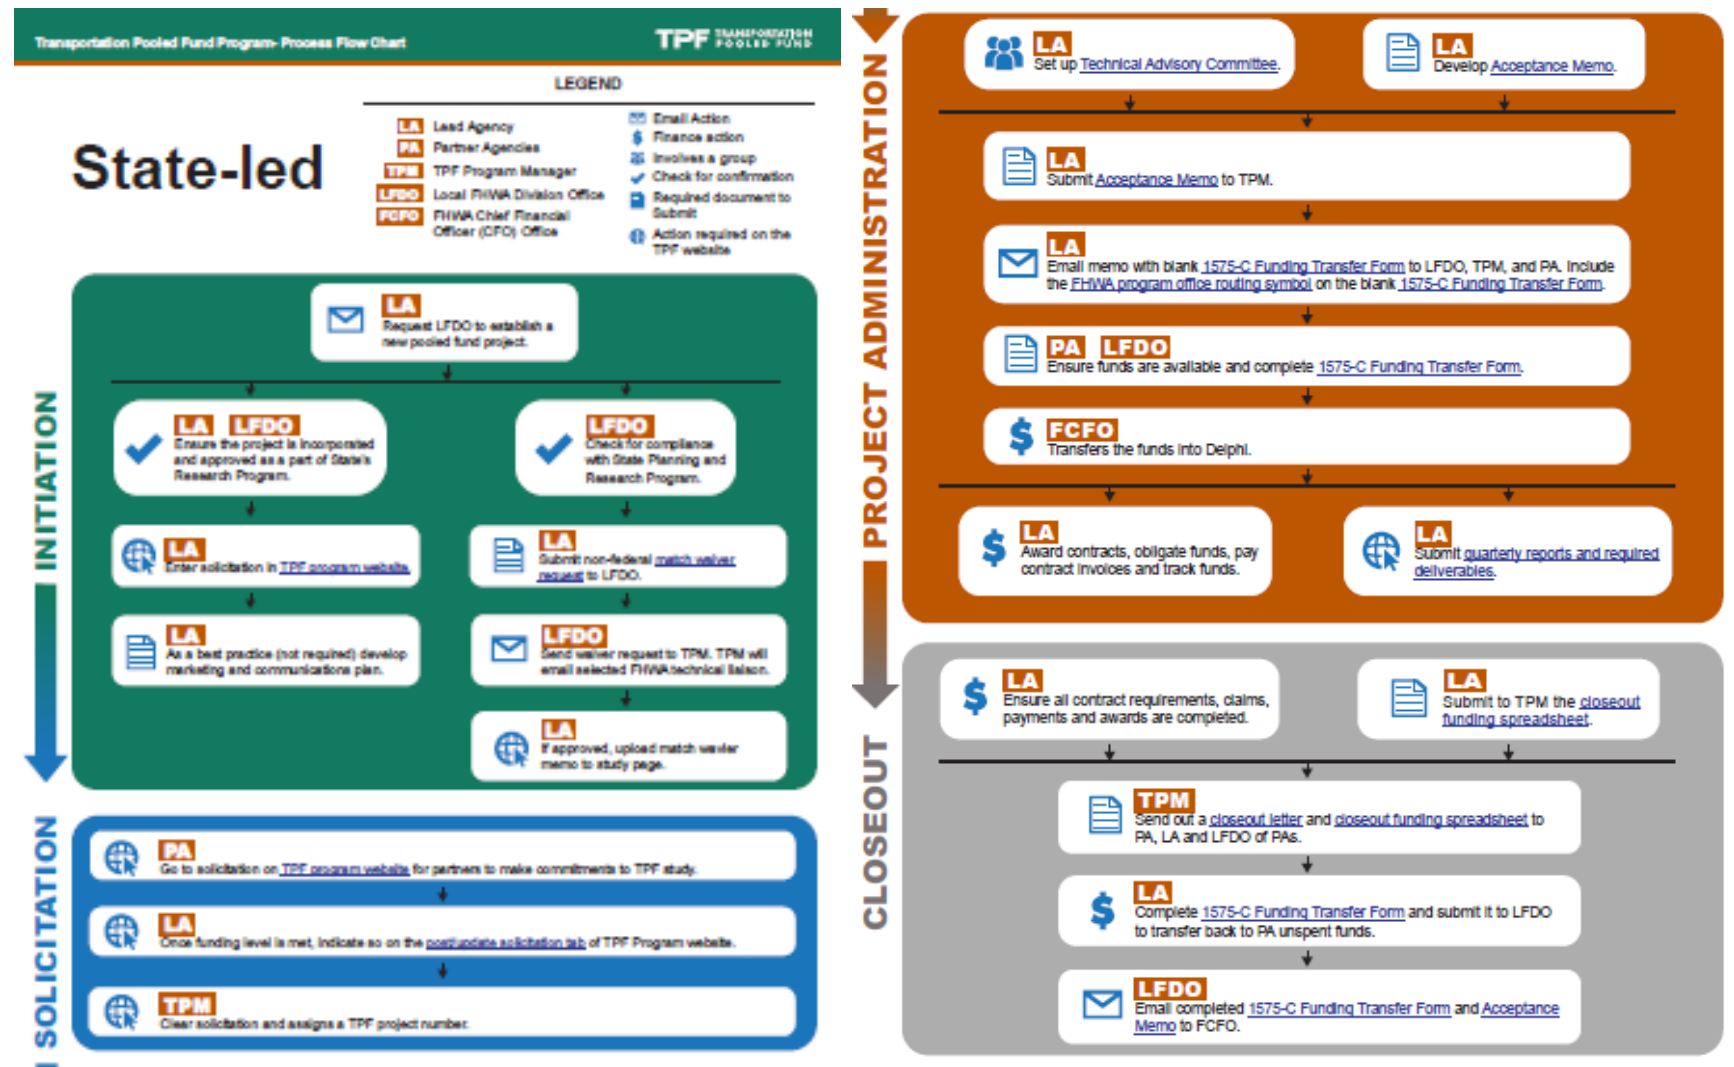 Transportation Pooled Fund Program- Process Flow Chart
TPF TRANSPORTATION
POOLED FUND
State-led
LEGEND
LA Lead Agency
PA Partner Agencies
TPM TPF Program Manager
LFDO Local FHWA Division Office
FCFO FHWA Chief Financial
Officer (CFO) Office
Email Action
Finance action
Involves a group
Check for confirmation
Required document to
Submit
Action required on the
TPF website
INITIATION
LA
Request LFDO to establish a
new pooled fund project.
LA LFDO
Ensure the project is incorporated
and approved as a part of State's
Research Program.
LA
Enter solicitation in TPF program website.
LA
As a best practice (not required) develop
marketing and communications plan.
LFDO
Check for compliance
with State Planning and
Research Program.
LA
Submit non-federal match waiver
request to LFDO.
LFDO
Send waiver request to TPM. TPM will
email selected FHWA technical liaison.
LA
If approved, upload match wavier
memo to study page.
SOLICITATION
PA
Go to solicitation on TPF program website for partners to make commitments to TPF study.
LA
Once funding level is met, indicate so on the post/update solicitation tab of TPF Program website.
TPM
Clear solicitation and assigns a TPF project number.
PROJECT ADMINISTRATION
LA
Set up Technical Advisory Committee.
LA
Develop Acceptance Memo.
LA
Submit Acceptance Memo to TPM.
LA
Email memo with blank 1575-C Funding Transfer Form to LFDO, TPM, and PA. Include
the FHWA program office routing symbol on the blank 1575-C Funding Transfer Form.
PA LFDO
Ensure funds are available and complete 1575-C Funding Transfer Form.
FCFO
Transfers the funds into Delphi.
LA
Award contracts, obligate funds, pay
contract invoices and track funds.
LA
Submit quarterly reports and required
deliverables.
CLOSEOUT
LA
Ensure all contract requirements, claims,
payments and awards are completed.
LA
Submit to TPM the closeout
funding spreadsheet.
TPM
Send out a closeout letter and closeout funding spreadsheet to
PA, LA and LFDO of PAs.
LA
Complete 1575-C Funding Transfer Form and submit it to LFDO
to transfer back to PA unspent funds.
LFDO
Email completed 1575-C Funding Transfer Form and Acceptance
Memo to FCFO.